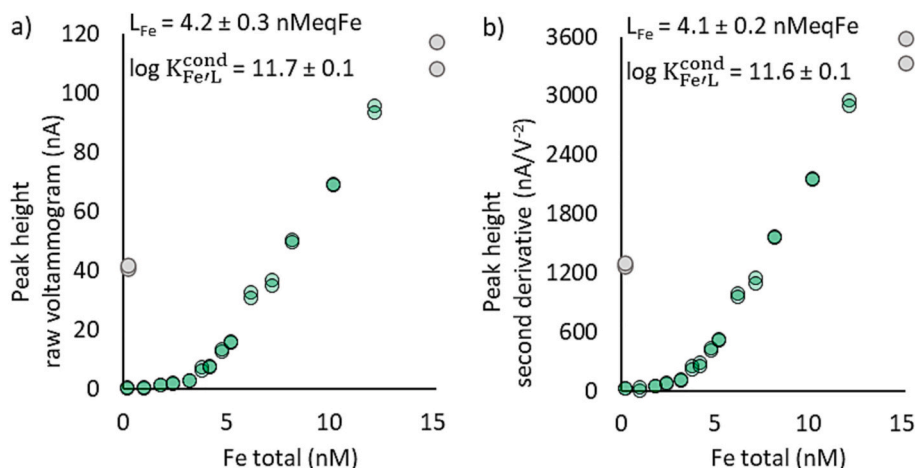 a)
L_Fe = 4.2 ± 0.3 nMeqFe
log K^cond_Fe′L = 11.7 ± 0.1
120
100
80
60
40
20
0
Peak height
raw voltammogram (nA)
0
5
10
15
Fe total (nM)
b)
L_Fe = 4.1 ± 0.2 nMeqFe
log K^cond_Fe′L = 11.6 ± 0.1
3600
3000
2400
1800
1200
600
0
Peak
second derivative (nA/V⁻²)
height
0
5
10
15
Fe total (nM)